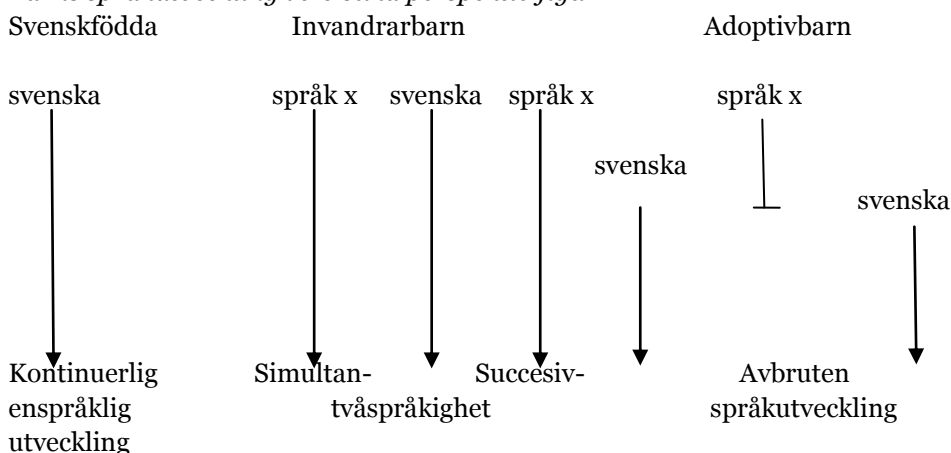 Svenskfödda Invandrarbarn Adoptivbarn
svenska språk x svenska språk x språk x
svenska
svenska
Kontinuerlig Simultan- Succesiv- Avbruten
enspråklig tvåspråkighet språkutveckling
utveckling